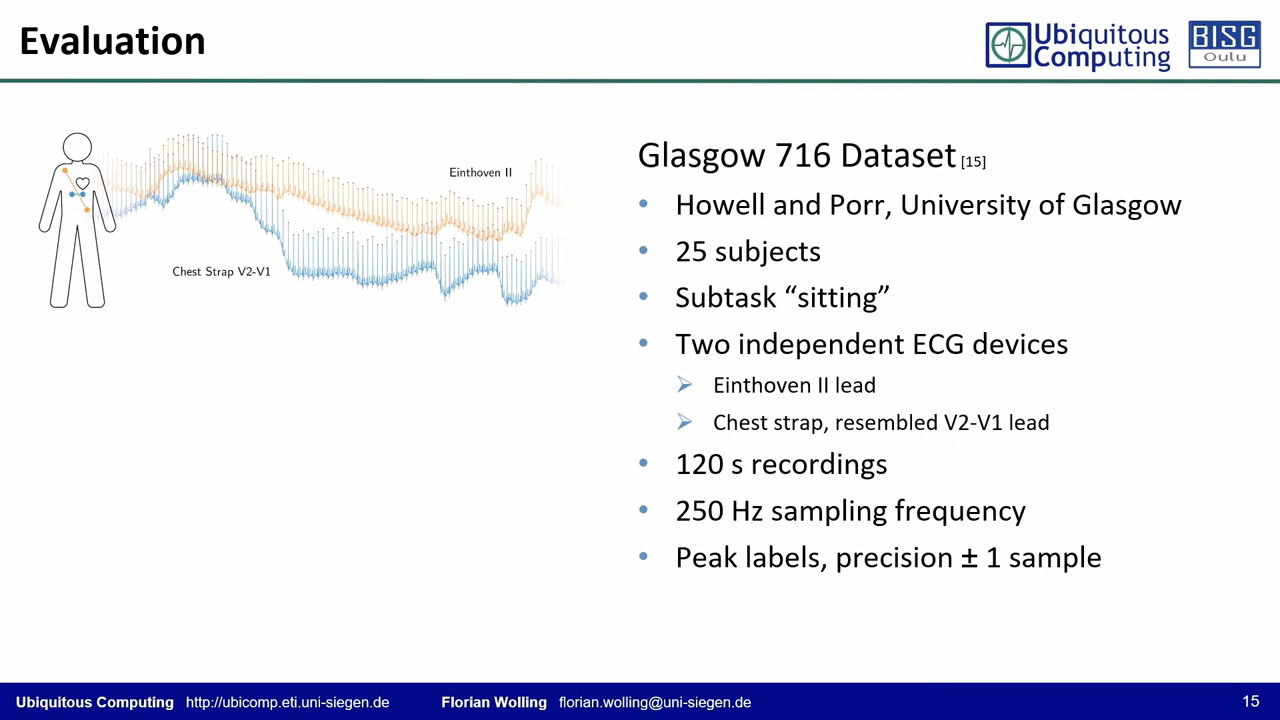 Evaluation
Ubiquitous
Computing
BISG
Oulu
Einthoven II
Chest Strap V2-V1
Glasgow 716 Dataset [15]
• Howell and Porr, University of Glasgow
• 25 subjects
• Subtask “sitting”
• Two independent ECG devices
➢ Einthoven II lead
➢ Chest strap, resembled V2-V1 lead
• 120 s recordings
• 250 Hz sampling frequency
• Peak labels, precision ± 1 sample
Ubiquitous Computing http://ubicomp.eti.uni-siegen.de Florian Wolling florian.wolling@uni-siegen.de 15